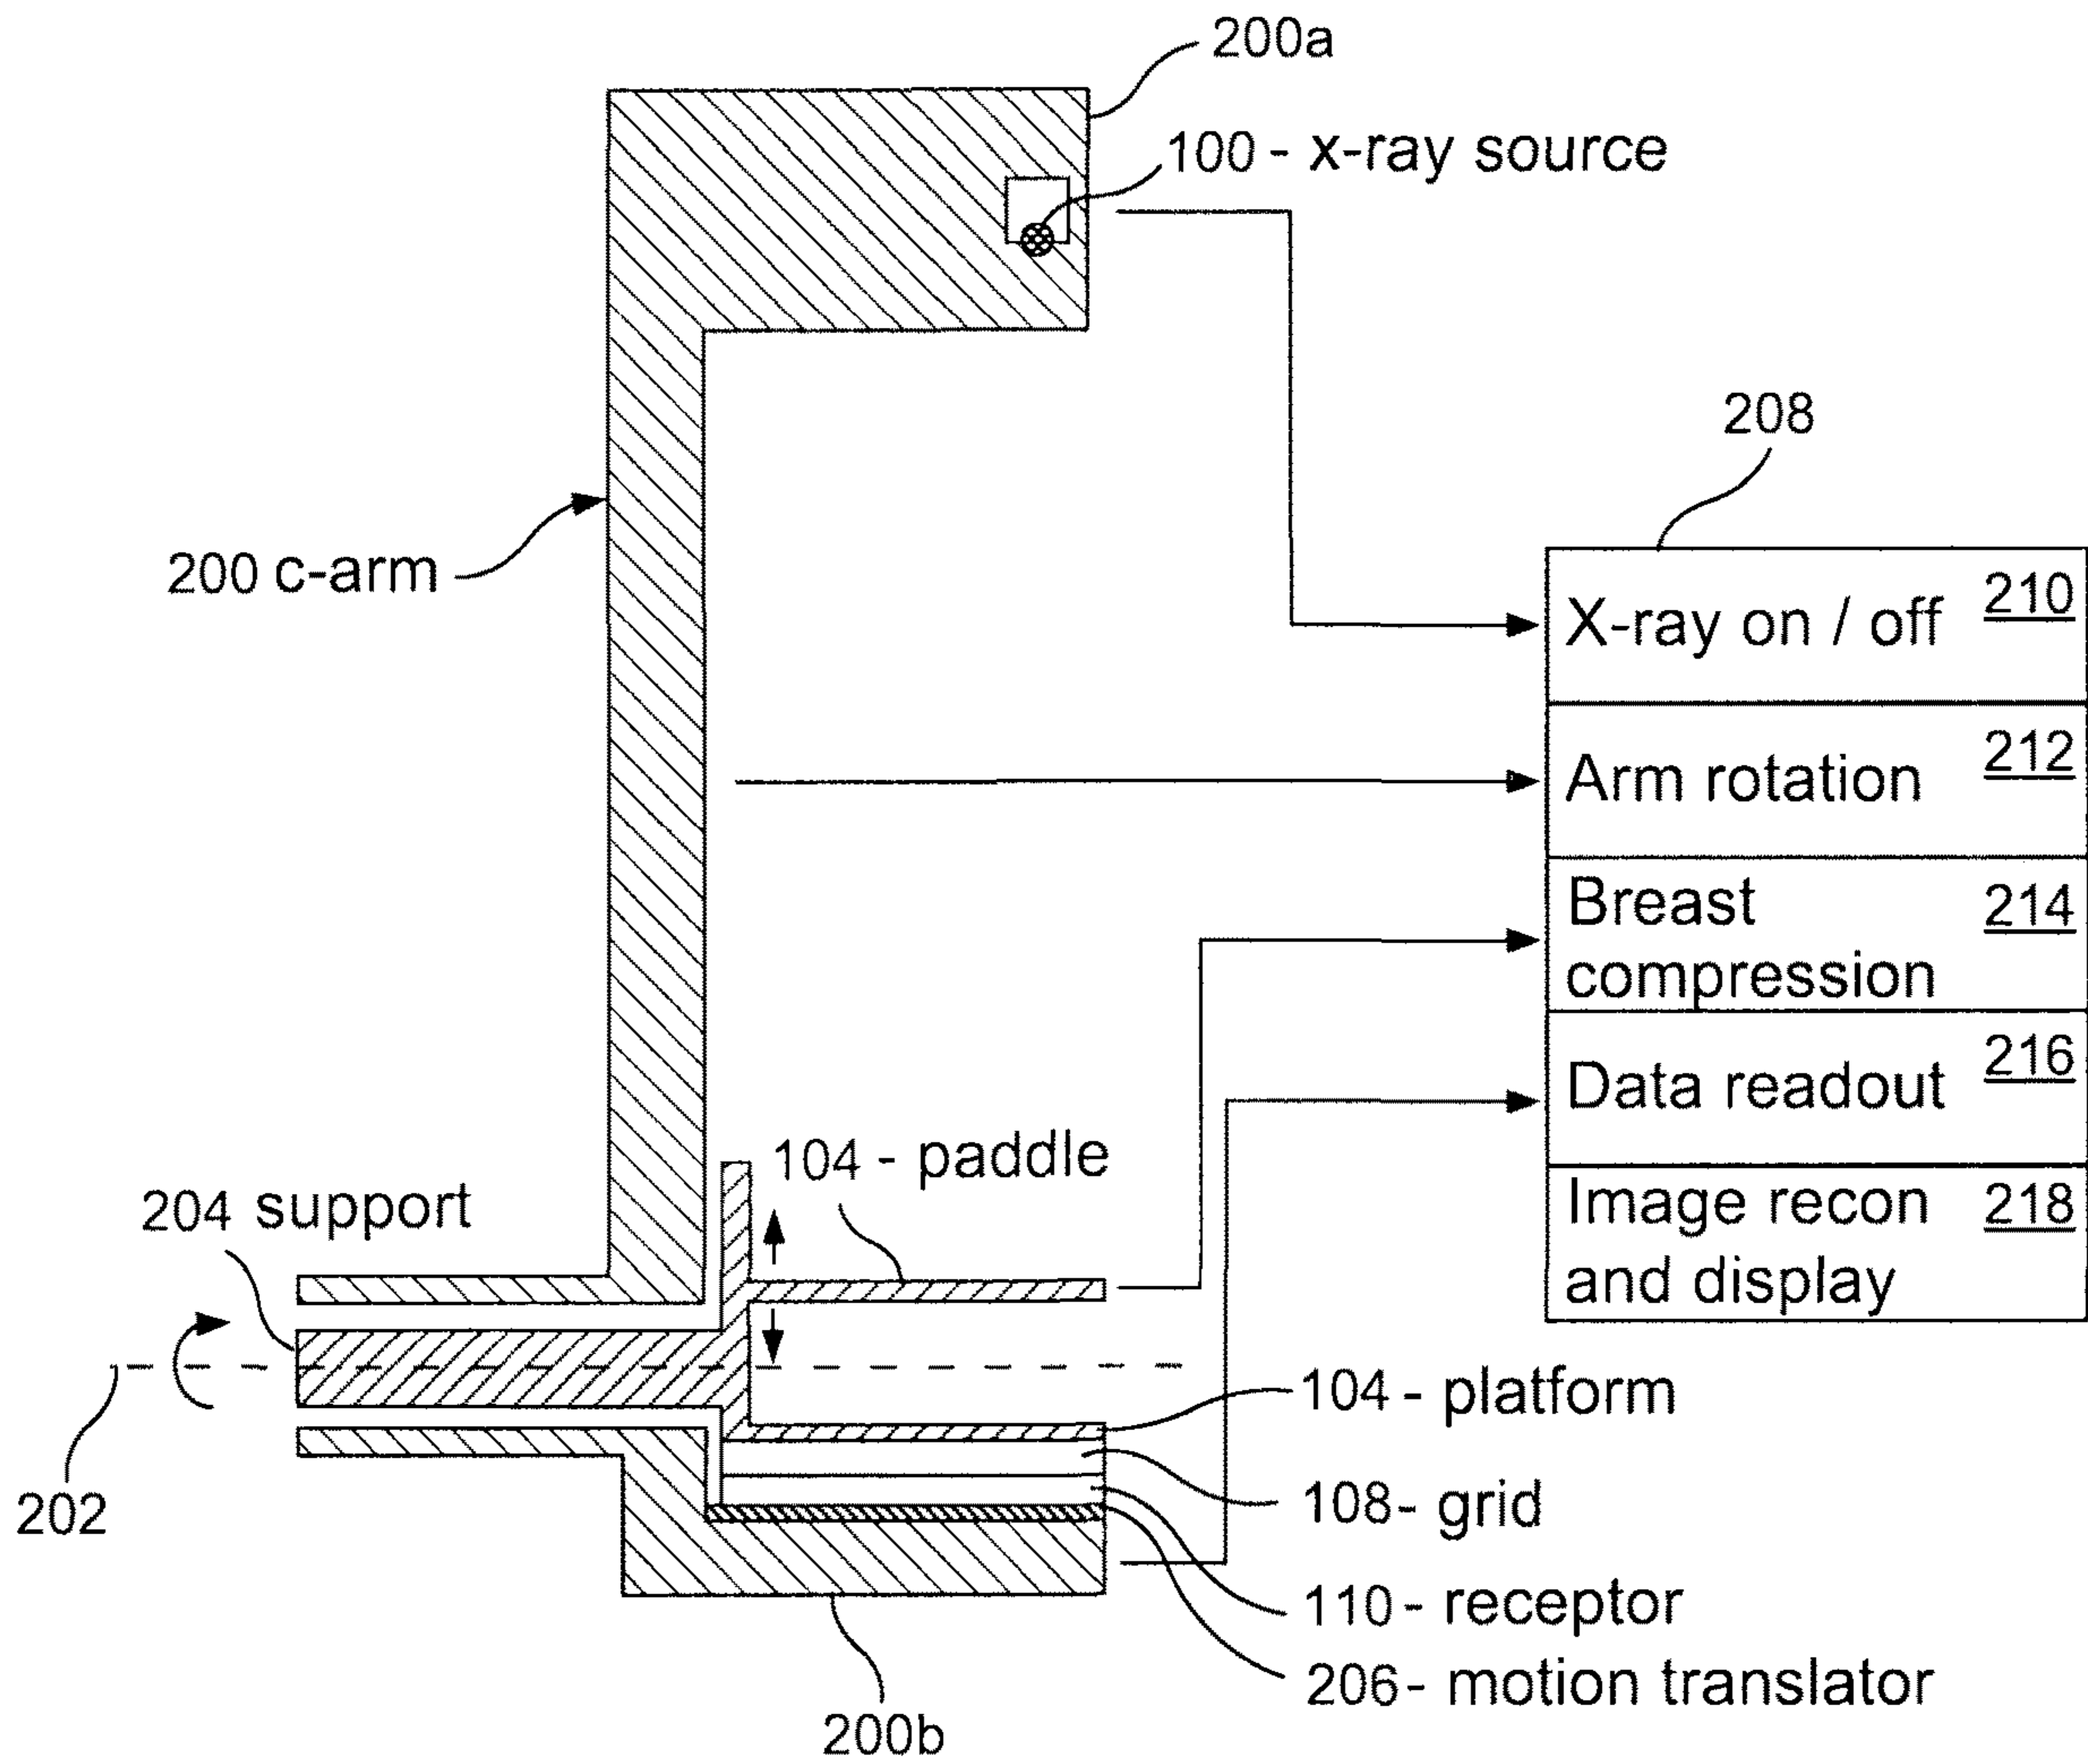 200a
100 - x-ray source
208
200 c-arm
X-ray on / off 210
Arm rotation 212
Breast 214
compression
Data readout 216
Image recon 218
and display
104 - paddle
204 support
104 - platform
202
108 - grid
110 - receptor
206 - motion translator
200b